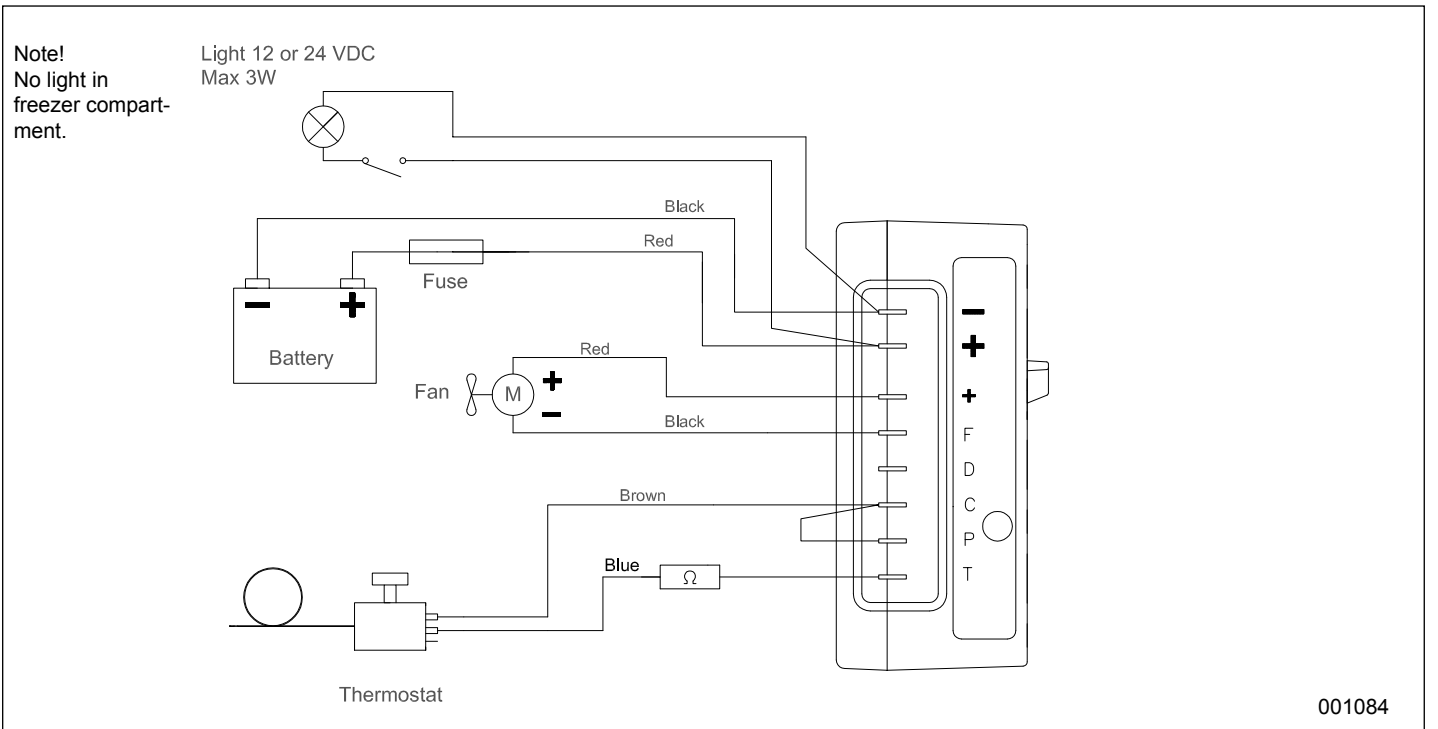 Note!
No light in
freezer compart-
ment.
Light 12 or 24 VDC
Max 3W
Black
Red
Fuse
− +
Battery
Red
Fan
M
+
−
Black
Brown
Blue
Ω
Thermostat
−
+
+
F
D
C
P
T
001084